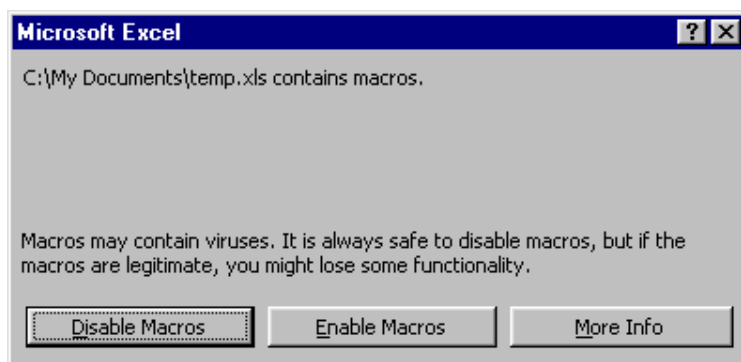 Microsoft Excel
C:\My Documents\temp.xls contains macros.
Macros may contain viruses. It is always safe to disable macros, but if the
macros are legitimate, you might lose some functionality.
Disable Macros Enable Macros More Info